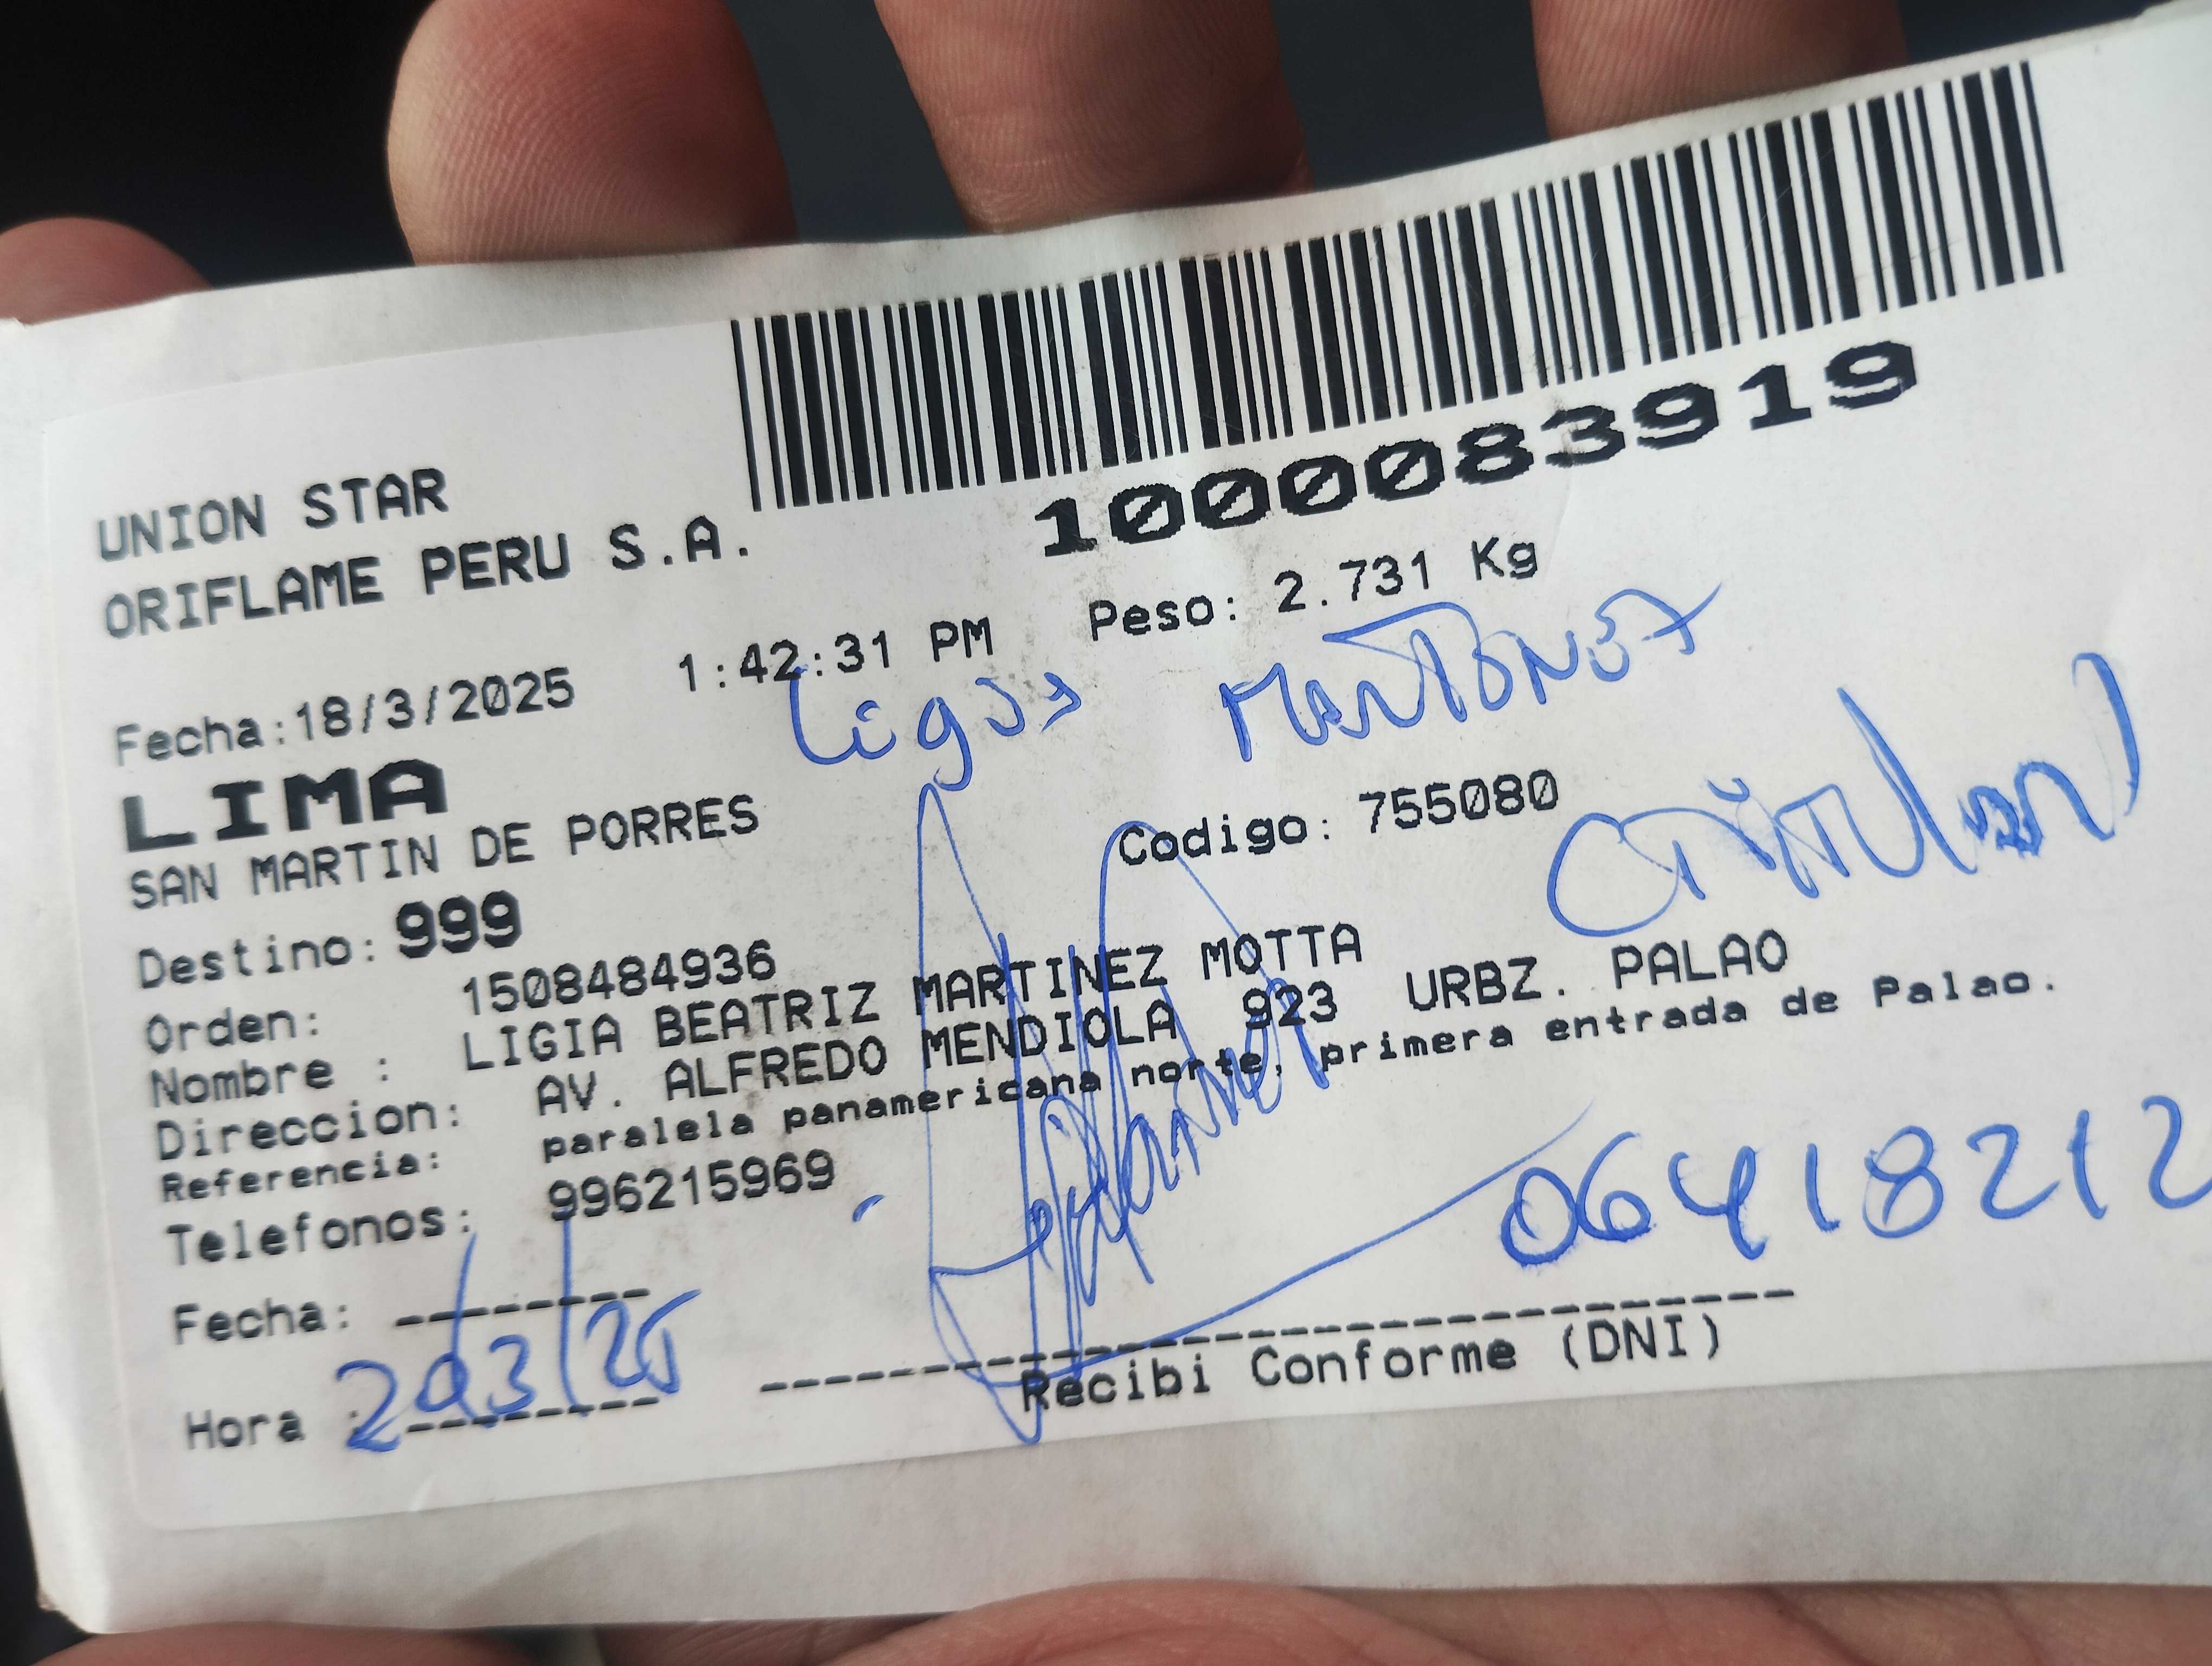 UNION STAR
ORIFLAME PERU S.A.
1000083919
Fecha:18/3/2025 1:42:31 PM Peso: 2.731 Kg
LIMA
SAN MARTIN DE PORRES
Codigo: 755080
Destino: 999
Orden: 1508484936
Nombre : LIGIA BEATRIZ MARTINEZ MOTTA
Direccion: AV. ALFREDO MENDIOLA 923 URBZ. PALAO
Referencia: paralela panamericana norte, primera entrada de Palao.
Telefonos: 996215969
06418212
Fecha:
Hora :
Recibi Conforme (DNI)